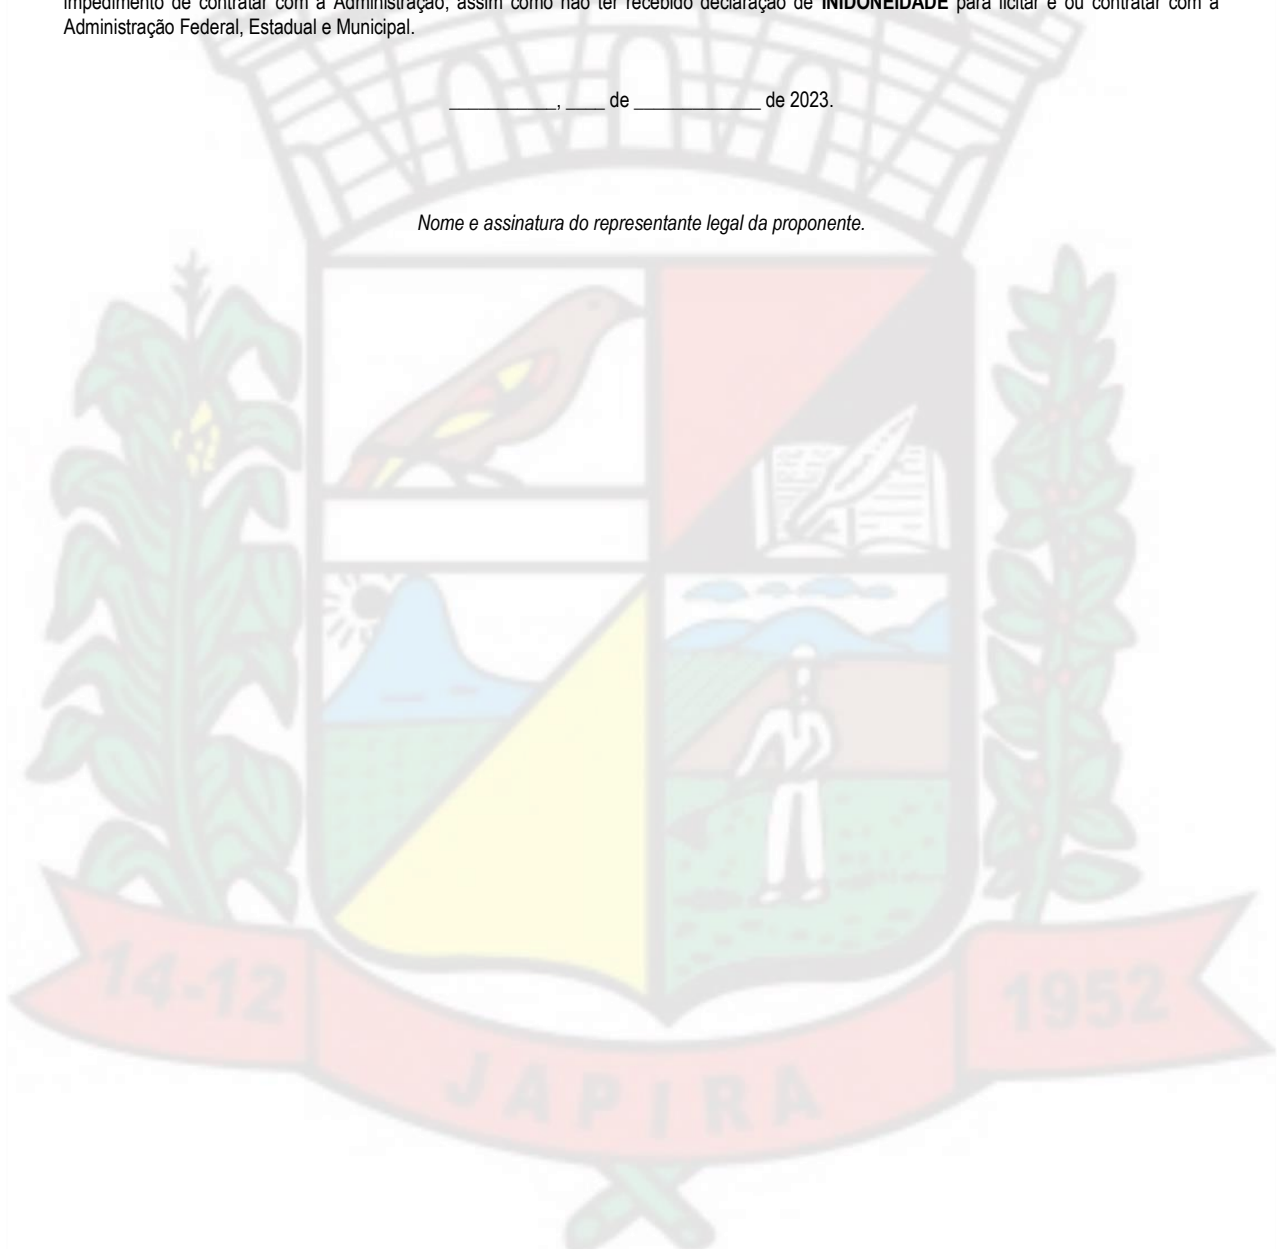 impedimento de contratar com a Administração, assim como não ter recebido declaração de INIDONEIDADE para licitar e ou contratar com a
Administração Federal, Estadual e Municipal.
___________, ____ de _____________ de 2023.
Nome e assinatura do representante legal da proponente.
14-12
1952
JAPIRA